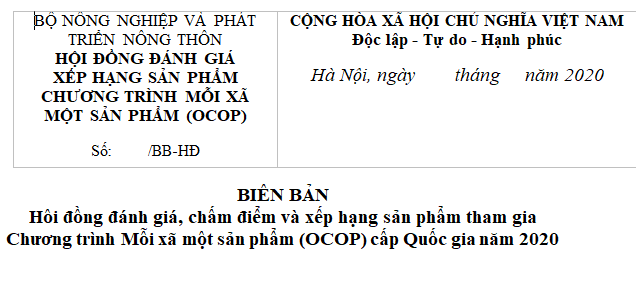 BỘ NÔNG NGHIỆP VÀ PHÁT
TRIỂN NÔNG THÔN
HỘI ĐỒNG ĐÁNH GIÁ
XẾP HẠNG SẢN PHẨM
CHƯƠNG TRÌNH MỖI XÃ
MỘT SẢN PHẨM (OCOP)
Số: /BB-HĐ
CỘNG HÒA XÃ HỘI CHỦ NGHĨA VIỆT NAM
Độc lập - Tự do - Hạnh phúc
Hà Nội, ngày tháng năm 2020
BIÊN BẢN
Hôi đồng đánh giá, chấm điểm và xếp hạng sản phẩm tham gia
Chương trình Mỗi xã một sản phẩm (OCOP) cấp Quốc gia năm 2020